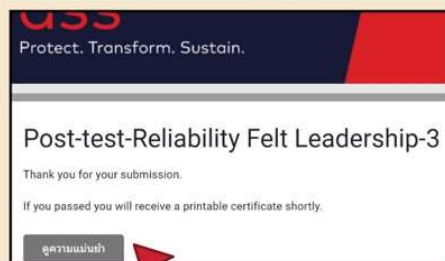 dss
Protect. Transform. Sustain.
Post-test-Reliability Felt Leadership-3
Thank you for your submission.
If you passed you will receive a printable certificate shortly.
ดูความแม่นยำ